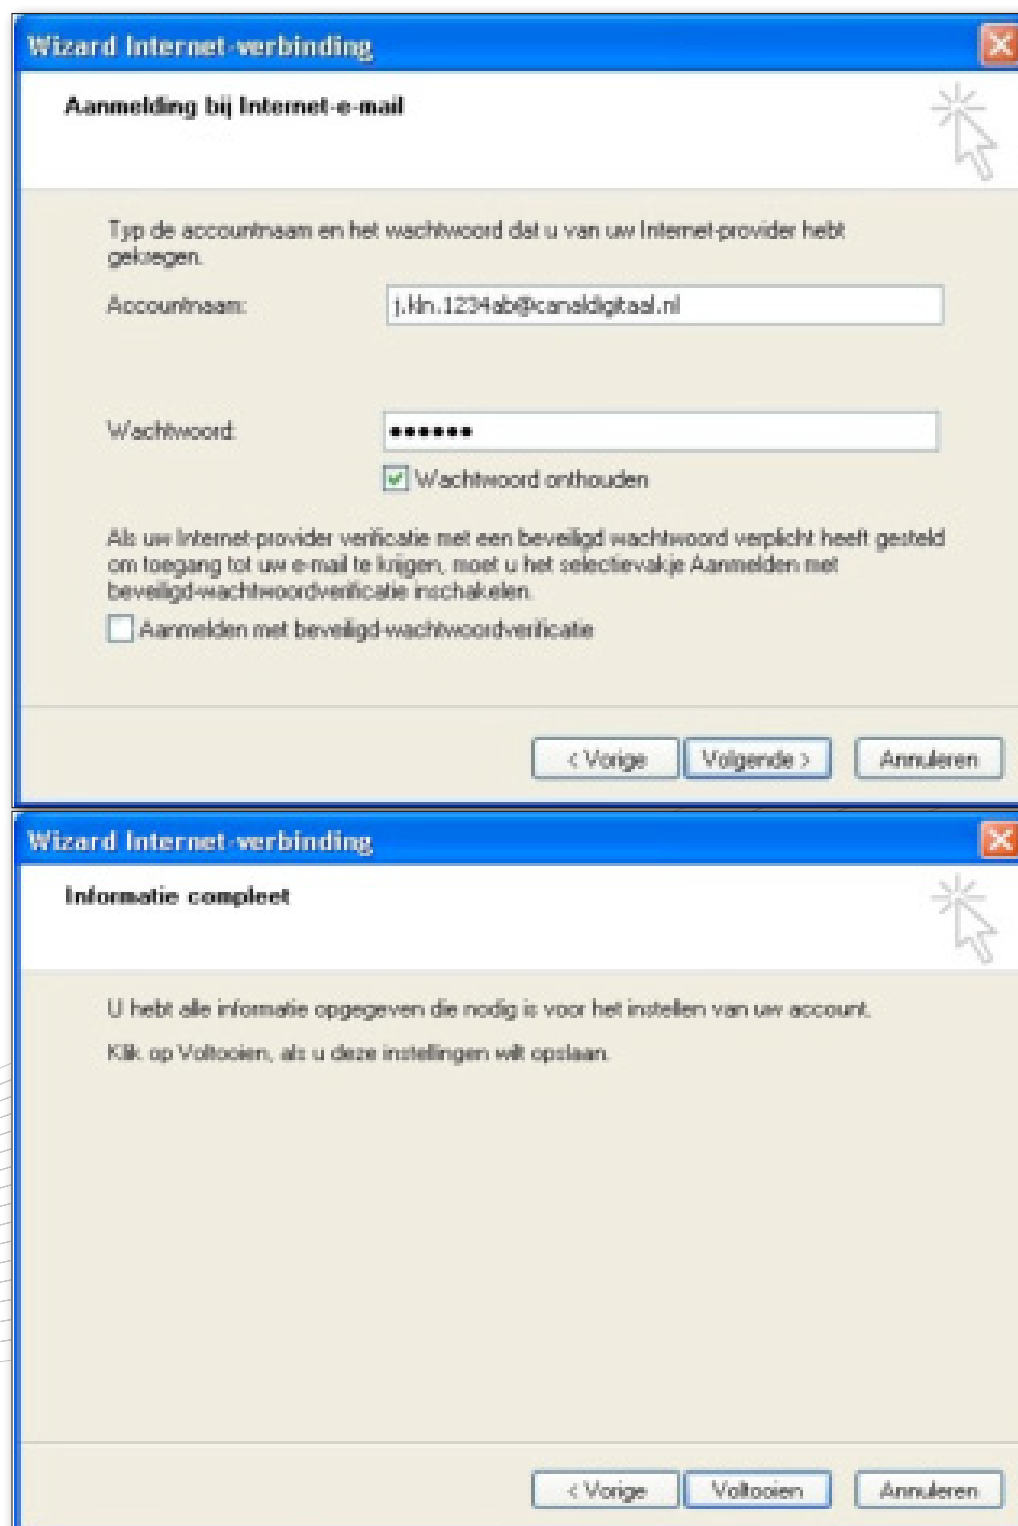 Wizard Internet-verbinding
Aanmelding bij Internet-e-mail
Typ de accountnaam en het wachtwoord dat u van uw Internet-provider hebt
gekregen.
Accountnaam:
j.kln.1234ab@canaldigitaal.nl
Wachtwoord:
••••••
Wachtwoord onthouden
Als uw Internet-provider verificatie met een beveiligd wachtwoord verplicht heeft gesteld
om toegang tot uw e-mail te krijgen, moet u het selectievakje Aanmelden met
beveiligd-wachtwoordverificatie inschakelen.
Aanmelden met beveiligd-wachtwoordverificatie
< Vorige Volgende > Annuleren
Wizard Internet-verbinding
Informatie compleet
U hebt alle informatie opgegeven die nodig is voor het instellen van uw account.
Klik op Voltooien, als u deze instellingen wilt opslaan.
< Vorige Voltooien Annuleren